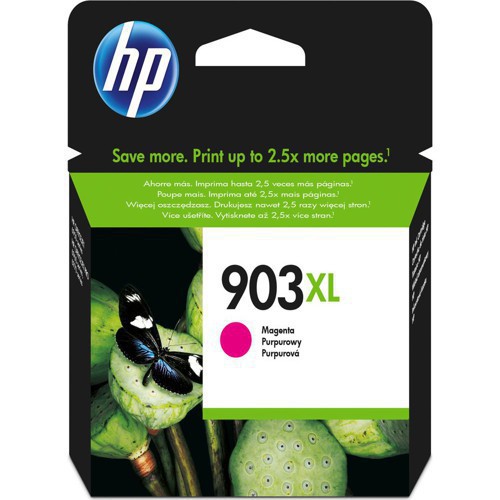 hp
Save more. Print up to 2.5x more pages.¹
Ahorre más. Imprima hasta 2,5 veces más páginas.¹
Poupe mais. Imprima até 2,5x mais páginas.¹
Więcej oszczędzasz. Drukujesz nawet 2,5 razy więcej stron.¹
Více ušetříte. Vytisknete až 2,5x více stran.¹
903XL
Magenta
Purpurowy
Purpurová